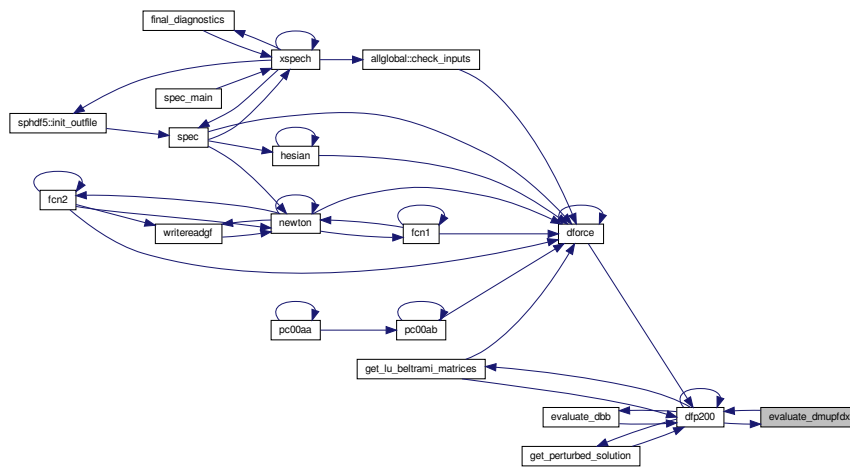 final_diagnostics
xspech
allglobal::check_inputs
spec_main
sphdf5::init_outfile
spec
hesian
fcn2
newton
writereadgf
fcn1
dforce
pc00aa
pc00ab
get_lu_beltrami_matrices
evaluate_dbb
dfp200
evaluate_dmupfdx
get_perturbed_solution